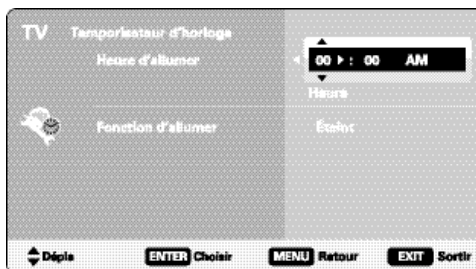 TV Temporisateur d'horloge
Heure d'allumer 00 : 00 AM
Heure
Fonction d'allumer Éteint
Dépla ENTER Choisir MENU Retour EXIT Sortir